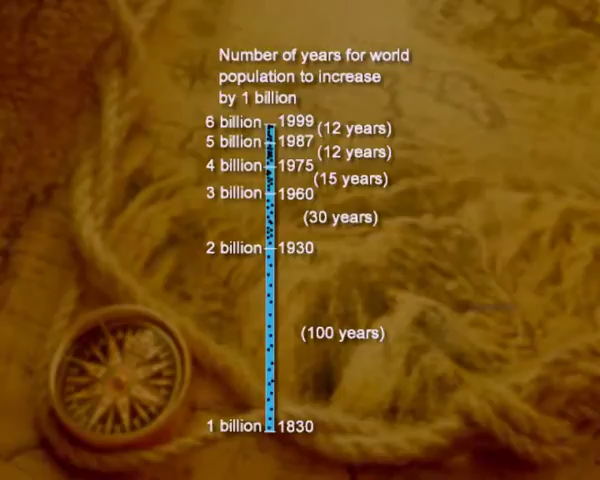 Number of years for world
population to increase
by 1 billion
6 billion 1999 (12 years)
5 billion 1987 (12 years)
4 billion 1975 (15 years)
3 billion 1960 (30 years)
2 billion 1930 (100 years)
1 billion 1830